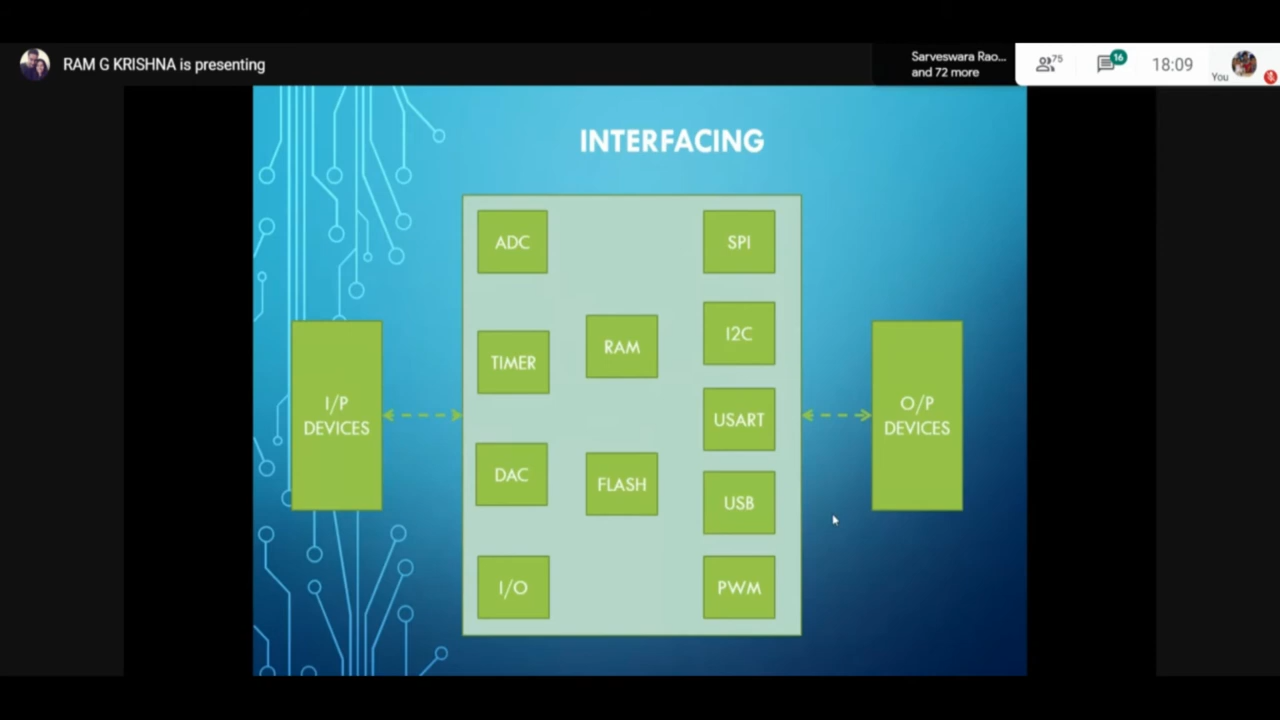 RAM G KRISHNA is presenting
Sarveswara Rao...
and 72 more
75
16
18:09
You
INTERFACING
ADC
SPI
I2C
RAM
TIMER
I/P
DEVICES
USART
O/P
DEVICES
DAC
FLASH
USB
I/O
PWM